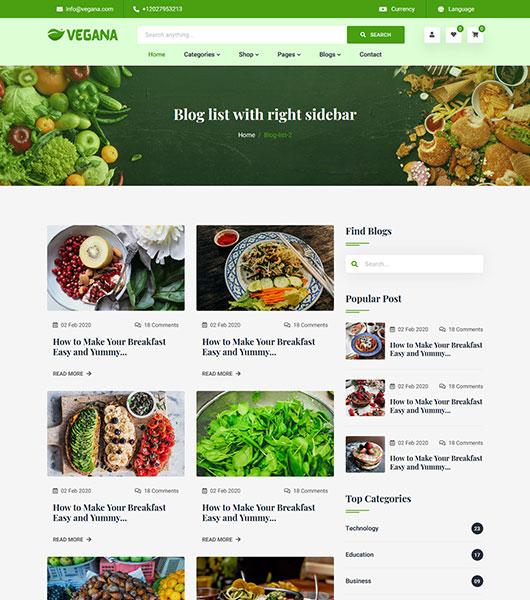 info@vegana.com +12027953213 Currency Language
VEGANA Search anything... SEARCH 0 0
Home Categories Shop Pages Blogs Contact
Blog list with right sidebar
Home / Blog-list-2
Find Blogs
Search...
Popular Post
02 Feb 2020 18 Comments
How to Make Your Breakfast
Easy and Yummy...
02 Feb 2020 18 Comments
How to Make Your Breakfast
Easy and Yummy...
02 Feb 2020 18 Comments
How to Make Your Breakfast
Easy and Yummy...
Top Categories
Technology 23
Education 17
Business 09
02 Feb 2020 18 Comments
How to Make Your Breakfast
Easy and Yummy...
READ MORE
02 Feb 2020 18 Comments
How to Make Your Breakfast
Easy and Yummy...
READ MORE
02 Feb 2020 18 Comments
How to Make Your Breakfast
Easy and Yummy...
READ MORE
02 Feb 2020 18 Comments
How to Make Your Breakfast
Easy and Yummy...
READ MORE